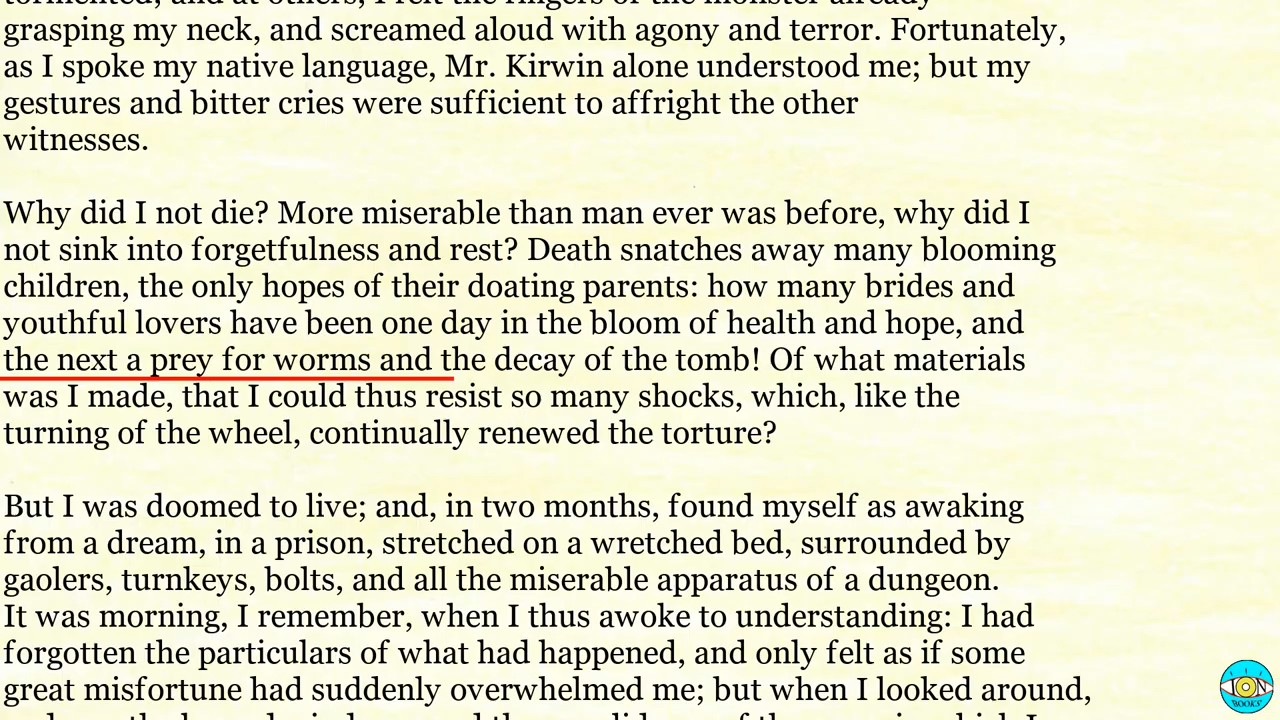 grasping my neck, and screamed aloud with agony and terror. Fortunately,
as I spoke my native language, Mr. Kirwin alone understood me; but my
gestures and bitter cries were sufficient to affright the other
witnesses.
Why did I not die? More miserable than man ever was before, why did I
not sink into forgetfulness and rest? Death snatches away many blooming
children, the only hopes of their doating parents: how many brides and
youthful lovers have been one day in the bloom of health and hope, and
the next a prey for worms and the decay of the tomb! Of what materials
was I made, that I could thus resist so many shocks, which, like the
turning of the wheel, continually renewed the torture?
But I was doomed to live; and, in two months, found myself as awaking
from a dream, in a prison, stretched on a wretched bed, surrounded by
gaolers, turnkeys, bolts, and all the miserable apparatus of a dungeon.
It was morning, I remember, when I thus awoke to understanding: I had
forgotten the particulars of what had happened, and only felt as if some
great misfortune had suddenly overwhelmed me; but when I looked around,
ION
BOOKS